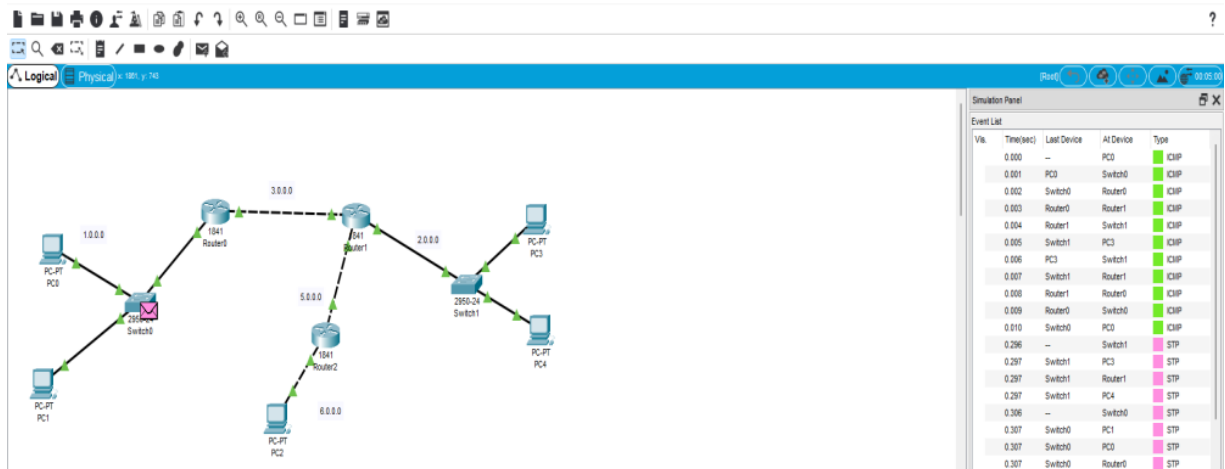 ?
Logical Physical x: 1881, y: 743 [Root] 00:05:00
Simulation Panel
Event List
Vis. Time(sec) Last Device At Device Type
0.000 -- PC0 ICMP
0.001 PC0 Switch0 ICMP
0.002 Switch0 Router0 ICMP
0.003 Router0 Router1 ICMP
0.004 Router1 Switch1 ICMP
0.005 Switch1 PC3 ICMP
0.006 PC3 Switch1 ICMP
0.007 Switch1 Router1 ICMP
0.008 Router1 Router0 ICMP
0.009 Router0 Switch0 ICMP
0.010 Switch0 PC0 ICMP
0.296 -- Switch1 STP
0.297 Switch1 PC3 STP
0.297 Switch1 Router1 STP
0.297 Switch1 PC4 STP
0.306 -- Switch0 STP
0.307 Switch0 PC1 STP
0.307 Switch0 PC0 STP
0.307 Switch0 Router0 STP
3.0.0.0
1841
Router0
1841
Router1
1.0.0.0
2.0.0.0
PC-PT
PC3
PC-PT
PC0
2950-24
Switch0
5.0.0.0
2950-24
Switch1
1841
Router2
PC-PT
PC4
PC-PT
PC1
6.0.0.0
PC-PT
PC2